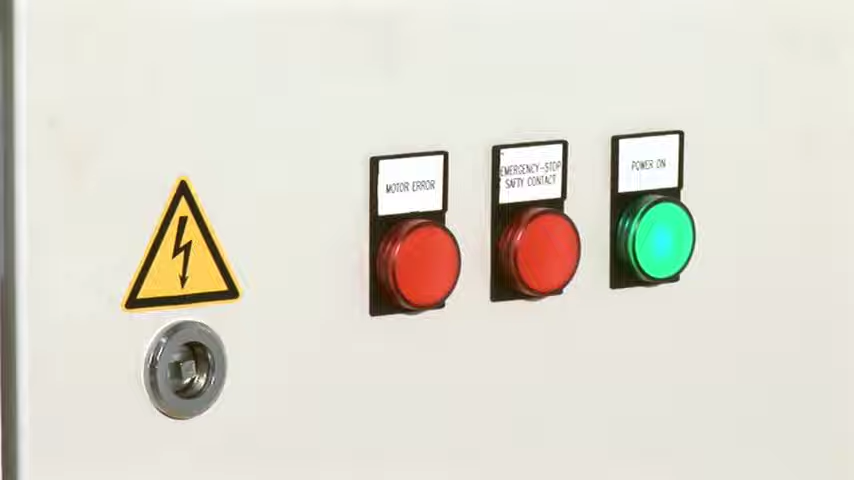 MOTOR ERROR
EMERGENCY-STOP
SAFTY CONTACT
POWER ON